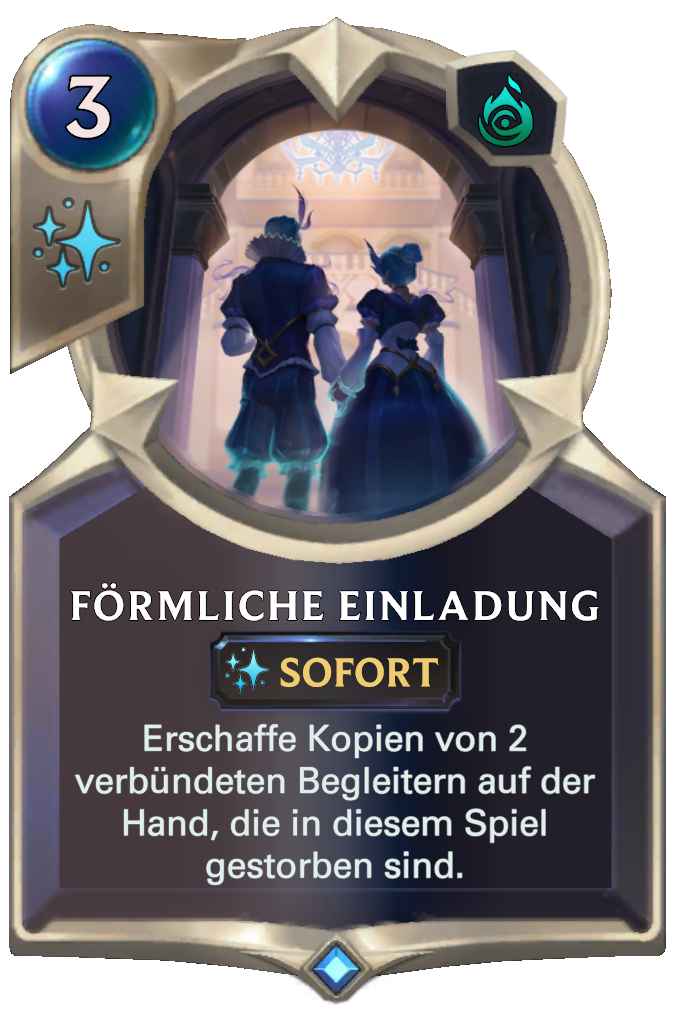 3
FÖRMLICHE EINLADUNG
SOFORT
Erschaffe Kopien von 2
verbündeten Begleitern auf der
Hand, die in diesem Spiel
gestorben sind.